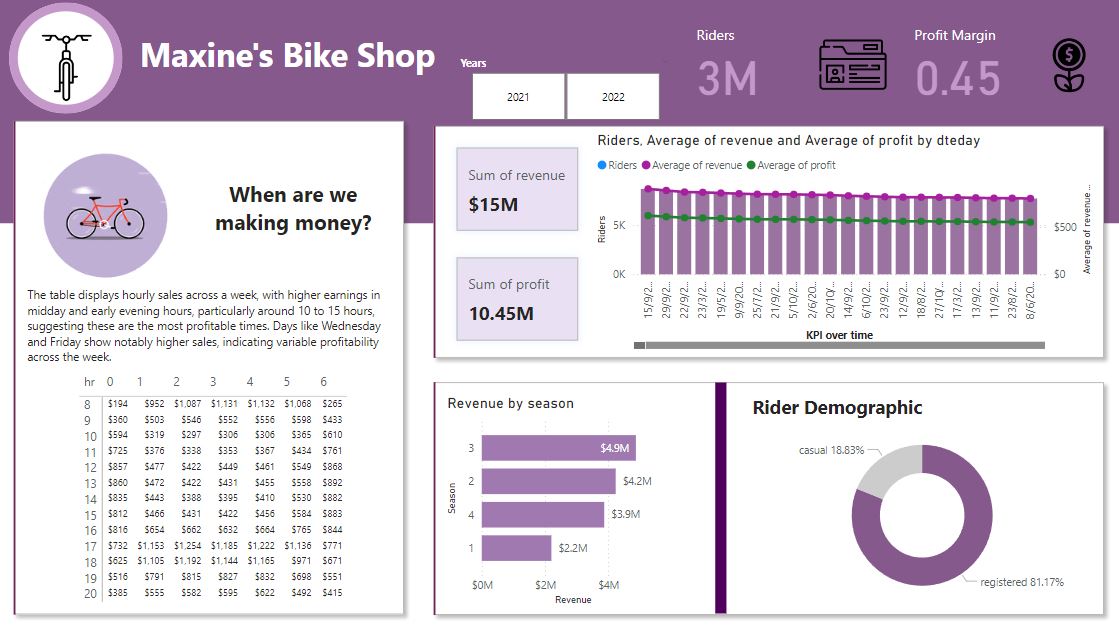 Maxine's Bike Shop
Years
2021
2022
Riders
3M
Profit Margin
0.45
When are we
making money?
The table displays hourly sales across a week, with higher earnings in
midday and early evening hours, particularly around 10 to 15 hours,
suggesting these are the most profitable times. Days like Wednesday
and Friday show notably higher sales, indicating variable profitability
across the week.
hr 0 1 2 3 4 5 6
8 $194 $952 $1,087 $1,131 $1,132 $1,068 $265
9 $360 $503 $546 $552 $556 $598 $433
10 $594 $319 $297 $306 $306 $365 $610
11 $725 $376 $338 $353 $367 $434 $761
12 $857 $477 $422 $449 $461 $549 $868
13 $860 $472 $422 $431 $455 $558 $892
14 $835 $443 $388 $395 $410 $530 $882
15 $812 $466 $431 $422 $456 $584 $883
16 $816 $654 $662 $632 $664 $765 $844
17 $732 $1,153 $1,254 $1,185 $1,222 $1,136 $771
18 $625 $1,105 $1,192 $1,144 $1,165 $971 $671
19 $516 $791 $815 $827 $832 $698 $551
20 $385 $555 $582 $595 $622 $492 $415
Sum of revenue
$15M
Sum of profit
10.45M
Riders, Average of revenue and Average of profit by dteday
Riders Average of revenue Average of profit
Riders
5K
0K
$500
$0
Average of revenue ...
15/9/2...
29/9/2...
22/9/2...
23/3/2...
19/5/2...
9/9/20...
25/7/2...
21/9/2...
5/10/2...
2/6/20...
20/10/...
14/9/2...
6/10/2...
23/9/2...
12/9/2...
18/8/2...
27/10/...
17/3/2...
13/9/2...
11/9/2...
23/8/2...
8/6/20...
KPI over time
Revenue by season
Season
3 $4.9M
2 $4.2M
4 $3.9M
1 $2.2M
$0M $2M $4M
Revenue
Rider Demographic
casual 18.83%
registered 81.17%